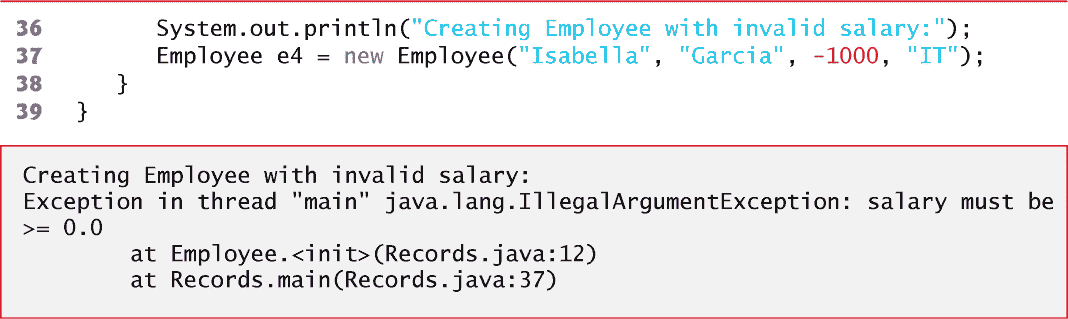 36 System.out.println("Creating Employee with invalid salary:");
37 Employee e4 = new Employee("Isabella", "Garcia", -1000, "IT");
38 }
39 }
Creating Employee with invalid salary:
Exception in thread "main" java.lang.IllegalArgumentException: salary must be
>= 0.0
at Employee.<init>(Records.java:12)
at Records.main(Records.java:37)